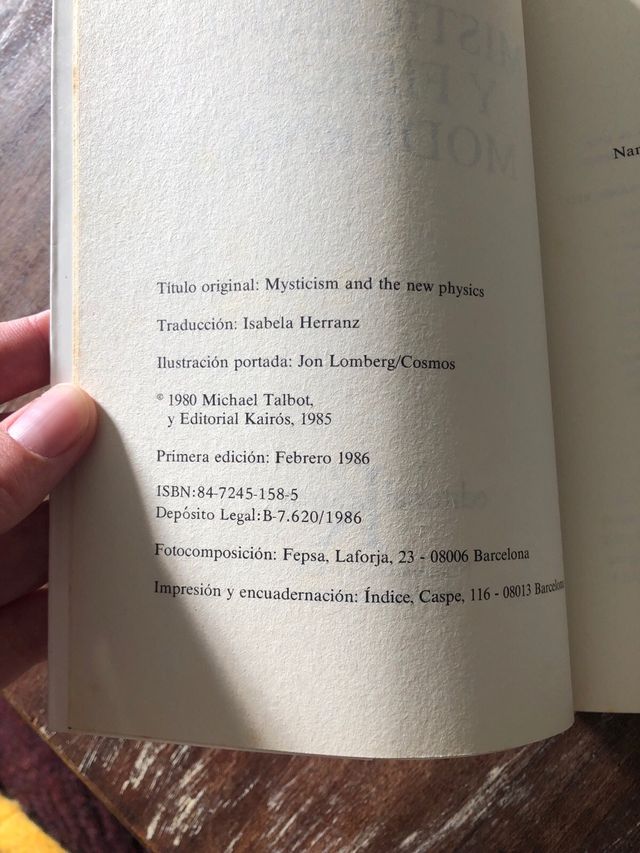 Título original: Mysticism and the new physics
Traducción: Isabela Herranz
Ilustración portada: Jon Lomberg/Cosmos
© 1980 Michael Talbot,
y Editorial Kairós, 1985
Primera edición: Febrero 1986
ISBN:84-7245-158-5
Depósito Legal:B-7.620/1986
Fotocomposición: Fepsa, Laforja, 23 - 08006 Barcelona
Impresión y encuadernación: Índice, Caspe, 116 - 08013 Barcelona